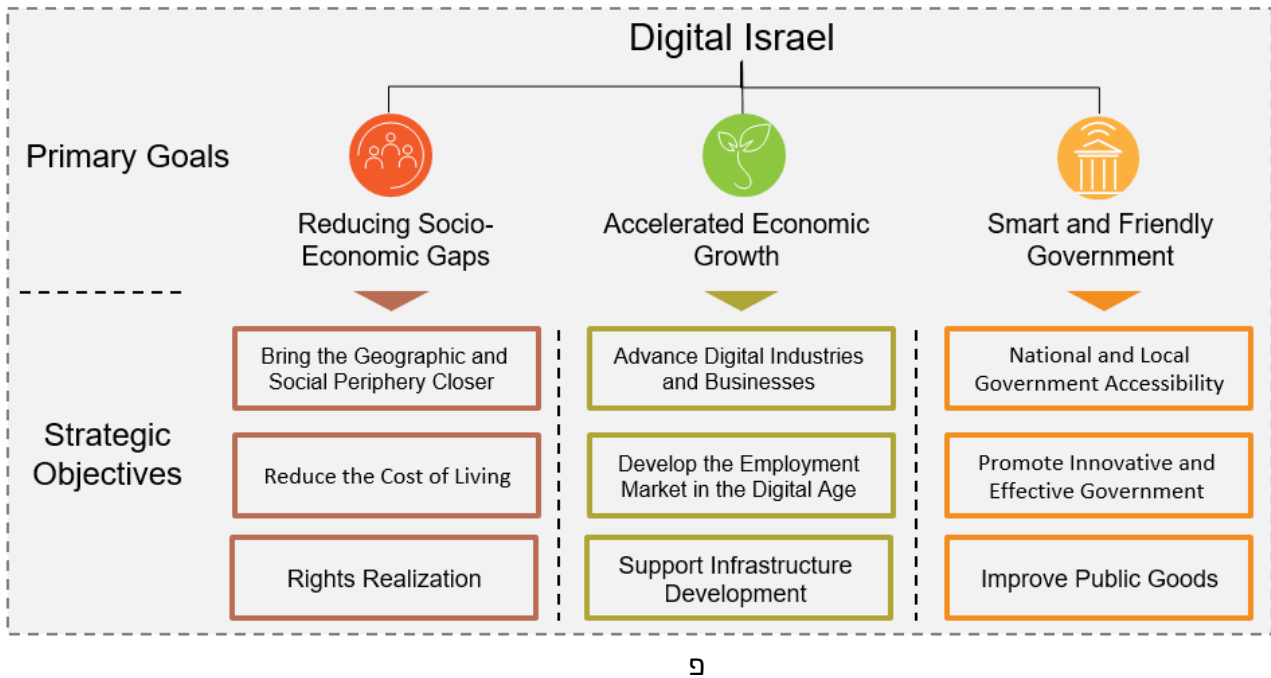 Digital Israel
Primary Goals
Reducing Socio-
Economic Gaps
Accelerated Economic
Growth
Smart and Friendly
Government
Strategic
Objectives
Bring the Geographic and
Social Periphery Closer
Reduce the Cost of Living
Rights Realization
Advance Digital Industries
and Businesses
Develop the Employment
Market in the Digital Age
Support Infrastructure
Development
National and Local
Government Accessibility
Promote Innovative and
Effective Government
Improve Public Goods
פ